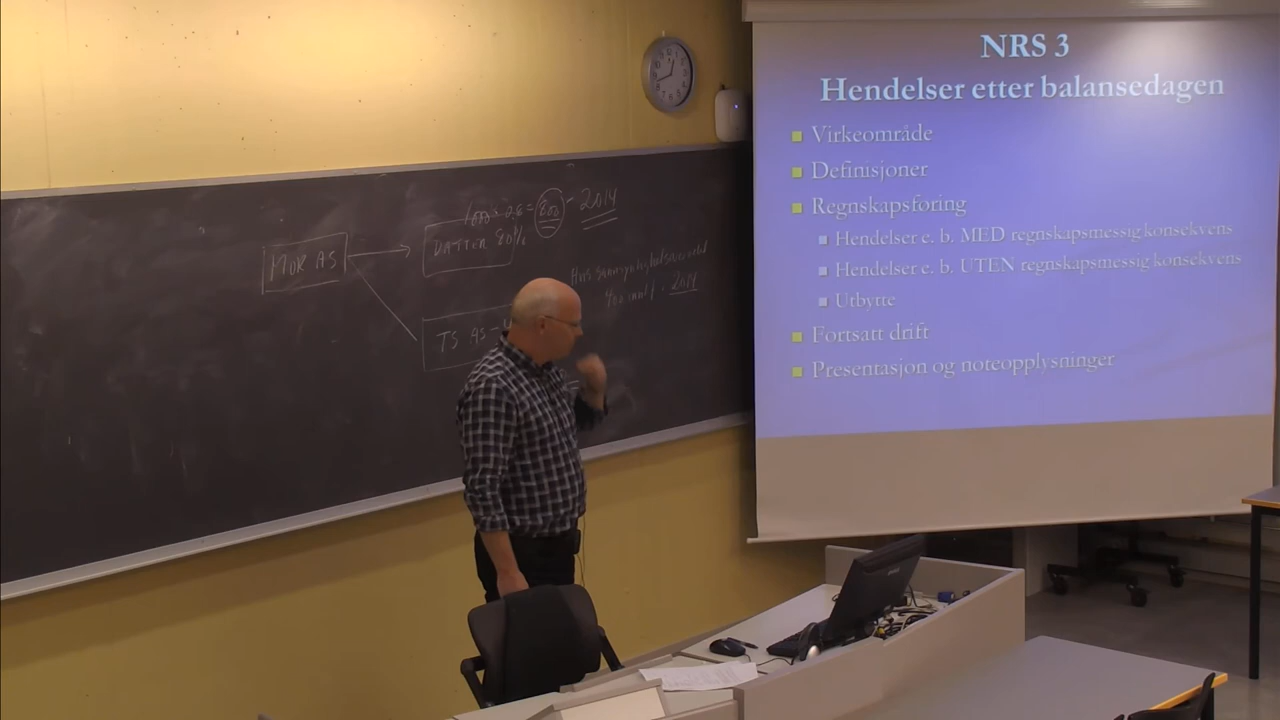 NRS 3
Hendelser etter balansedagen
Virkeområde
Definisjoner
Regnskapsføring
Hendelser e. b. MED regnskapsmessig konsekvens
Hendelser e. b. UTEN regnskapsmessig konsekvens
Utbytte
Fortsatt drift
Presentasjon og noteopplysninger
= 800 - 2014
MOR AS
DATTER 80%
TS AS
2014